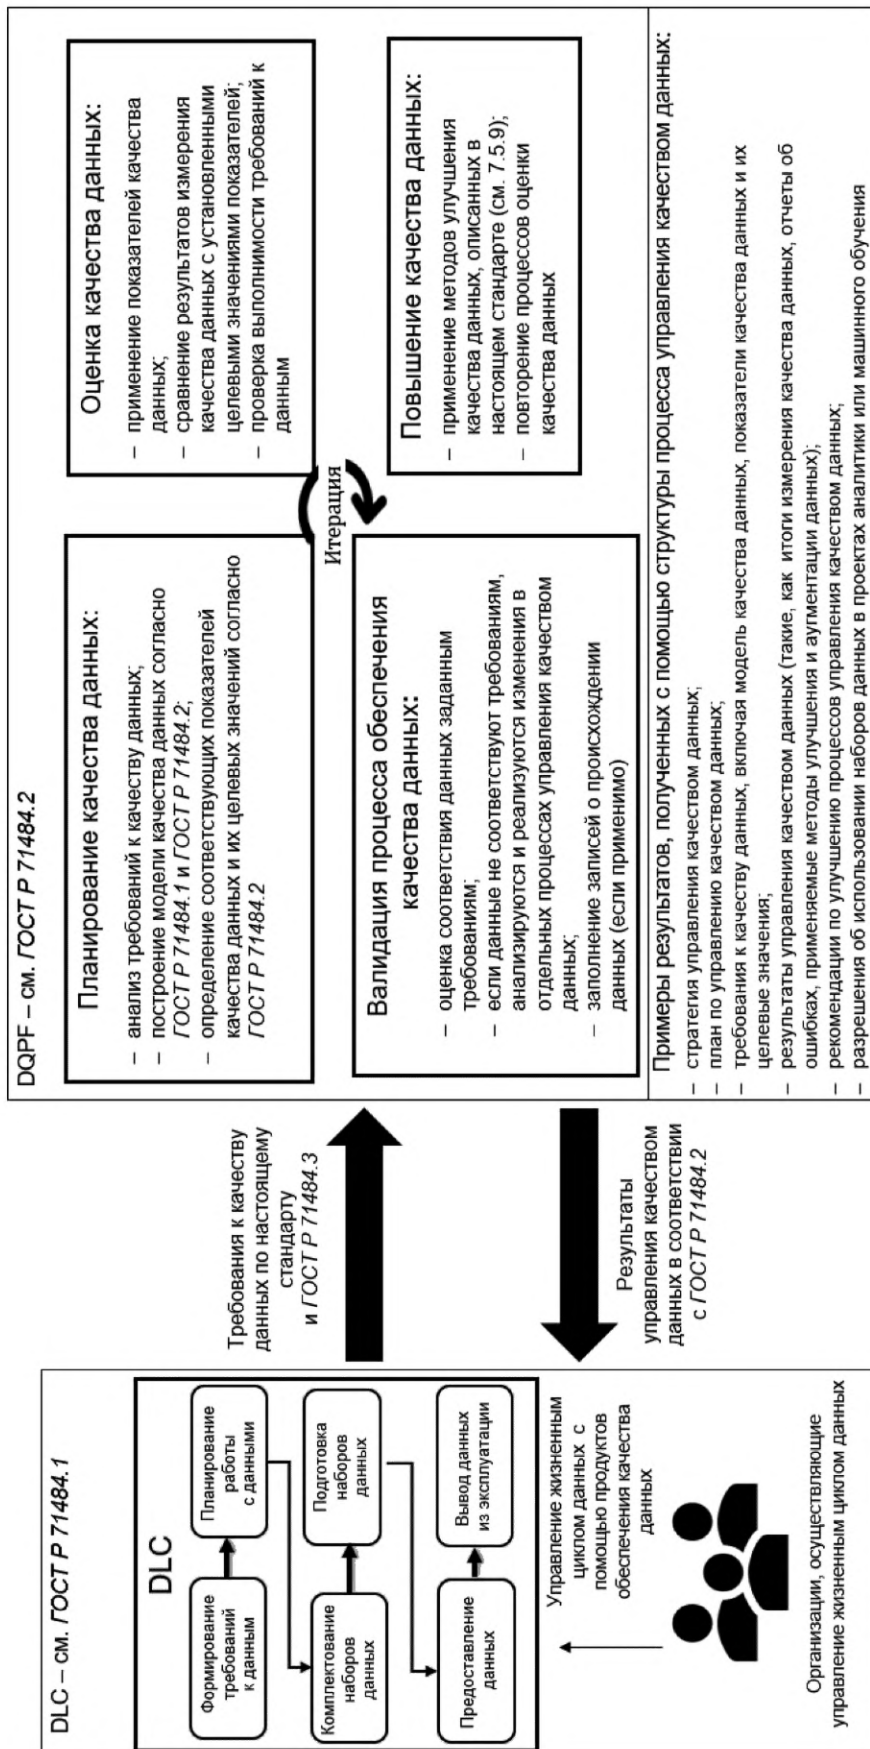 DLC – см. ГОСТ Р 71484.1
DLC
Формирование
требований
к данным
Планирование
работы
с данными
Комплектование
наборов
данных
Подготовка
наборов
данных
Предоставление
данных
Вывод данных
из эксплуатации
Управление жизненным
циклом данных с
помощью продуктов
обеспечения качества
данных
Организации, осуществляющие
управление жизненным циклом данных
Требования к качеству
данных по настоящему
стандарту
и ГОСТ Р 71484.3
Результаты
управления качеством
данных в соответствии
с ГОСТ Р 71484.2
DQPF – см. ГОСТ Р 71484.2
Планирование качества данных:
– анализ требований к качеству данных;
– построение модели качества данных согласно
ГОСТ Р 71484.1 и ГОСТ Р 71484.2;
– определение соответствующих показателей
качества данных и их целевых значений согласно
ГОСТ Р 71484.2
Оценка качества данных:
– применение показателей качества
данных;
– сравнение результатов измерения
качества данных с установленными
целевыми значениями показателей;
– проверка выполнимости требований к
данным
Итерация
Валидация процесса обеспечения
качества данных:
– оценка соответствия данных заданным
требованиям;
– если данные не соответствуют требованиям,
анализируются и реализуются изменения в
отдельных процессах управления качеством
данных;
– заполнение записей о происхождении
данных (если применимо)
Повышение качества данных:
– применение методов улучшения
качества данных, описанных в
настоящем стандарте (см. 7.5.9);
– повторение процессов оценки
качества данных
Примеры результатов, полученных с помощью структуры процесса управления качеством данных:
– стратегия управления качеством данных;
– план по управлению качеством данных;
– требования к качеству данных, включая модель качества данных, показатели качества данных и их
целевые значения;
– результаты управления качеством данных (такие, как итоги измерения качества данных, отчеты об
ошибках, применяемые методы улучшения и аугментации данных);
– рекомендации по улучшению процессов управления качеством данных;
– разрешения об использовании наборов данных в проектах аналитики или машинного обучения